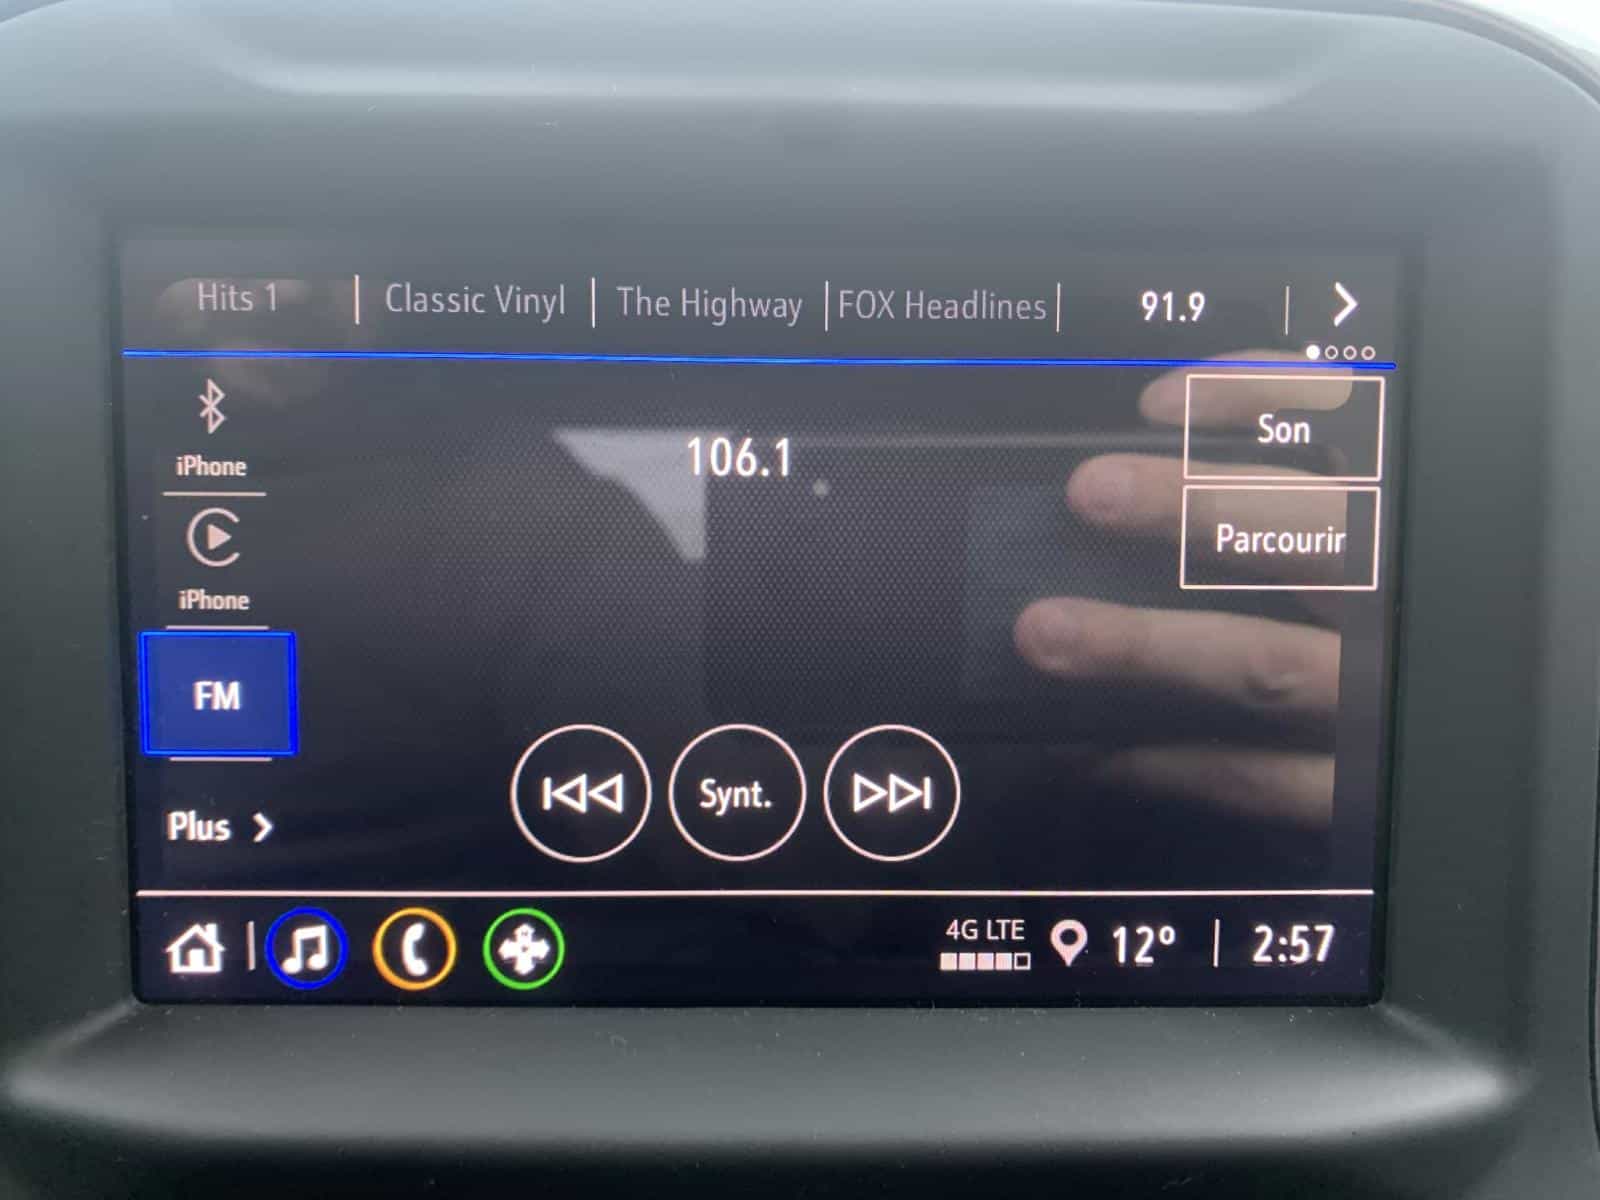 Hits 1 | Classic Vinyl | The Highway | FOX Headlines | 91.9
iPhone
106.1
Son
Parcourir
iPhone
FM
Plus
Synt.
4G LTE
12° | 2:57